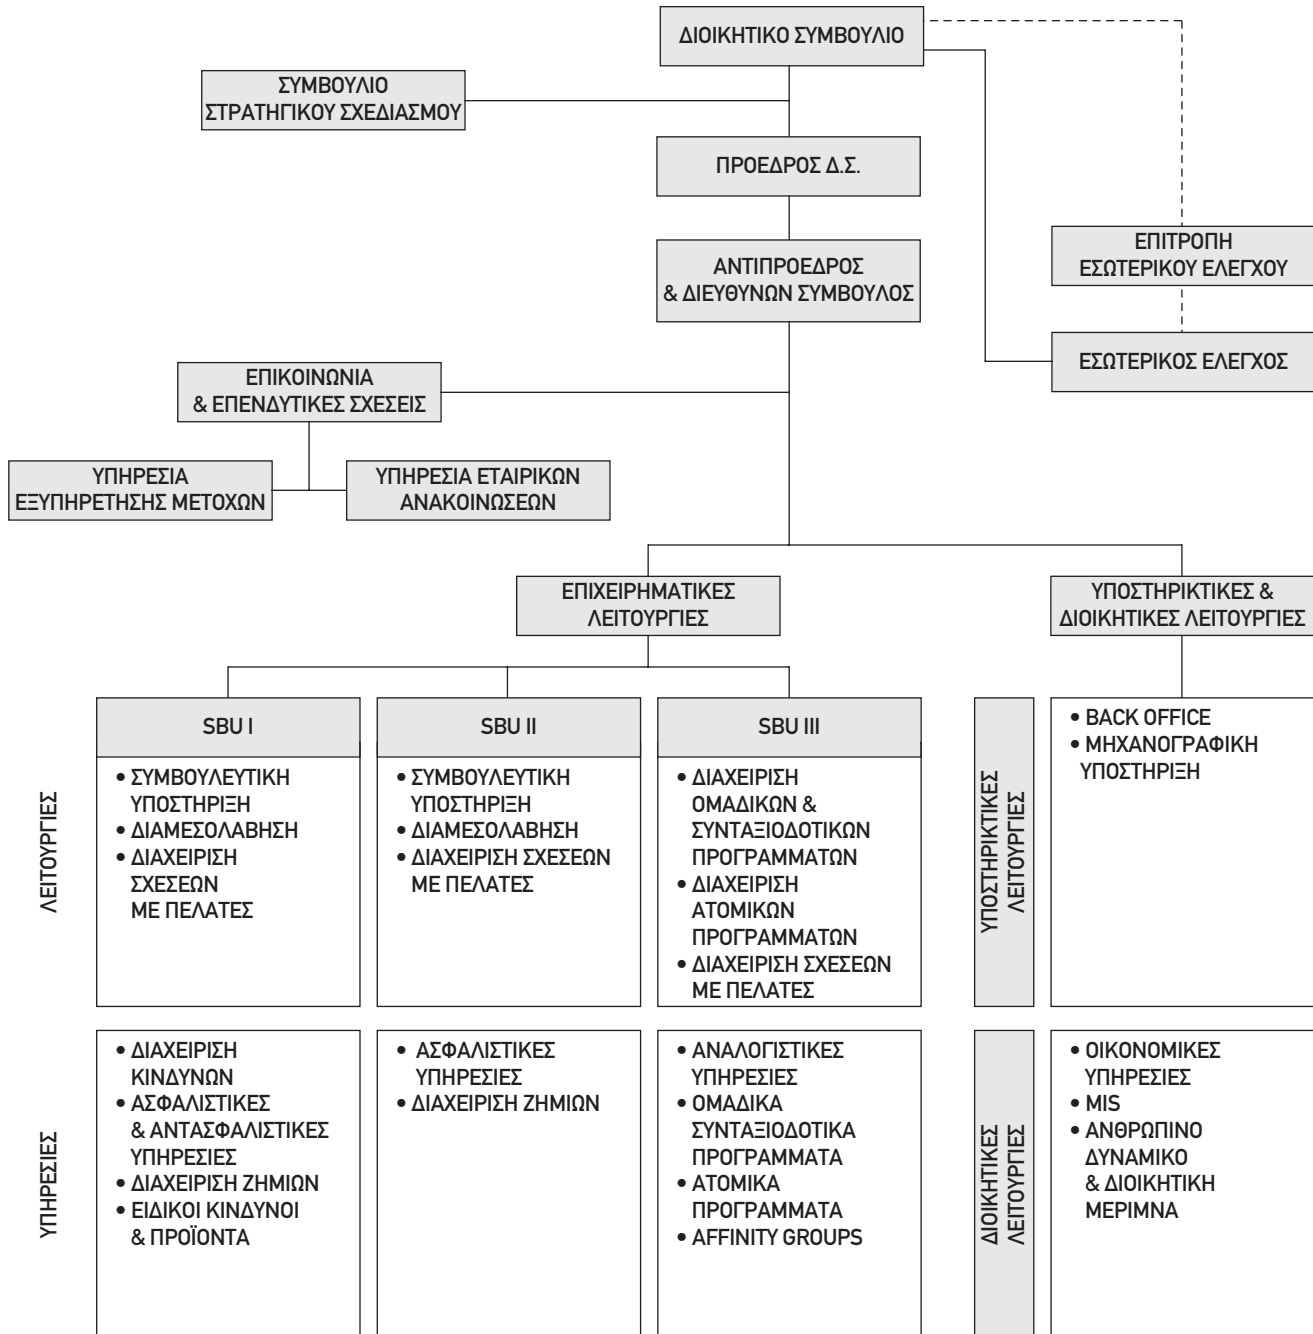 ΔΙΟΙΚΗΤΙΚΟ ΣΥΜΒΟΥΛΙΟ
ΣΥΜΒΟΥΛΙΟ
ΣΤΡΑΤΗΓΙΚΟΥ ΣΧΕΔΙΑΣΜΟΥ
ΠΡΟΕΔΡΟΣ Δ.Σ.
ΑΝΤΙΠΡΟΕΔΡΟΣ
& ΔΙΕΥΘΥΝΩΝ ΣΥΜΒΟΥΛΟΣ
ΕΠΙΤΡΟΠΗ
ΕΣΩΤΕΡΙΚΟΥ ΕΛΕΓΧΟΥ
ΕΣΩΤΕΡΙΚΟΣ ΕΛΕΓΧΟΣ
ΕΠΙΚΟΙΝΩΝΙΑ
& ΕΠΕΝΔΥΤΙΚΕΣ ΣΧΕΣΕΙΣ
ΥΠΗΡΕΣΙΑ
ΕΞΥΠΗΡΕΤΗΣΗΣ ΜΕΤΟΧΩΝ
ΥΠΗΡΕΣΙΑ ΕΤΑΙΡΙΚΩΝ
ΑΝΑΚΟΙΝΩΣΕΩΝ
ΕΠΙΧΕΙΡΗΜΑΤΙΚΕΣ
ΛΕΙΤΟΥΡΓΙΕΣ
ΥΠΟΣΤΗΡΙΚΤΙΚΕΣ &
ΔΙΟΙΚΗΤΙΚΕΣ ΛΕΙΤΟΥΡΓΙΕΣ
ΛΕΙΤΟΥΡΓΙΕΣ
SBU I
• ΣΥΜΒΟΥΛΕΥΤΙΚΗ
ΥΠΟΣΤΗΡΙΞΗ
• ΔΙΑΜΕΣΟΛΑΒΗΣΗ
• ΔΙΑΧΕΙΡΙΣΗ
ΣΧΕΣΕΩΝ
ΜΕ ΠΕΛΑΤΕΣ
SBU II
• ΣΥΜΒΟΥΛΕΥΤΙΚΗ
ΥΠΟΣΤΗΡΙΞΗ
• ΔΙΑΜΕΣΟΛΑΒΗΣΗ
• ΔΙΑΧΕΙΡΙΣΗ ΣΧΕΣΕΩΝ
ΜΕ ΠΕΛΑΤΕΣ
SBU III
• ΔΙΑΧΕΙΡΙΣΗ
ΟΜΑΔΙΚΩΝ &
ΣΥΝΤΑΞΙΟΔΟΤΙΚΩΝ
ΠΡΟΓΡΑΜΜΑΤΩΝ
• ΔΙΑΧΕΙΡΙΣΗ
ΑΤΟΜΙΚΩΝ
ΠΡΟΓΡΑΜΜΑΤΩΝ
• ΔΙΑΧΕΙΡΙΣΗ ΣΧΕΣΕΩΝ
ΜΕ ΠΕΛΑΤΕΣ
ΥΠΟΣΤΗΡΙΚΤΙΚΕΣ
ΛΕΙΤΟΥΡΓΙΕΣ
• BACK OFFICE
• ΜΗΧΑΝΟΓΡΑΦΙΚΗ
ΥΠΟΣΤΗΡΙΞΗ
ΥΠΗΡΕΣΙΕΣ
• ΔΙΑΧΕΙΡΙΣΗ
ΚΙΝΔΥΝΩΝ
• ΑΣΦΑΛΙΣΤΙΚΕΣ
& ΑΝΤΑΣΦΑΛΙΣΤΙΚΕΣ
ΥΠΗΡΕΣΙΕΣ
• ΔΙΑΧΕΙΡΙΣΗ ΖΗΜΙΩΝ
• ΕΙΔΙΚΟΙ ΚΙΝΔΥΝΟΙ
& ΠΡΟΪΟΝΤΑ
• ΑΣΦΑΛΙΣΤΙΚΕΣ
ΥΠΗΡΕΣΙΕΣ
• ΔΙΑΧΕΙΡΙΣΗ ΖΗΜΙΩΝ
• ΑΝΑΛΟΓΙΣΤΙΚΕΣ
ΥΠΗΡΕΣΙΕΣ
• ΟΜΑΔΙΚΑ
ΣΥΝΤΑΞΙΟΔΟΤΙΚΑ
ΠΡΟΓΡΑΜΜΑΤΑ
• ΑΤΟΜΙΚΑ
ΠΡΟΓΡΑΜΜΑΤΑ
• AFFINITY GROUPS
ΔΙΟΙΚΗΤΙΚΕΣ
ΛΕΙΤΟΥΡΓΙΕΣ
• ΟΙΚΟΝΟΜΙΚΕΣ
ΥΠΗΡΕΣΙΕΣ
• MIS
• ΑΝΘΡΩΠΙΝΟ
ΔΥΝΑΜΙΚΟ
& ΔΙΟΙΚΗΤΙΚΗ
ΜΕΡΙΜΝΑ